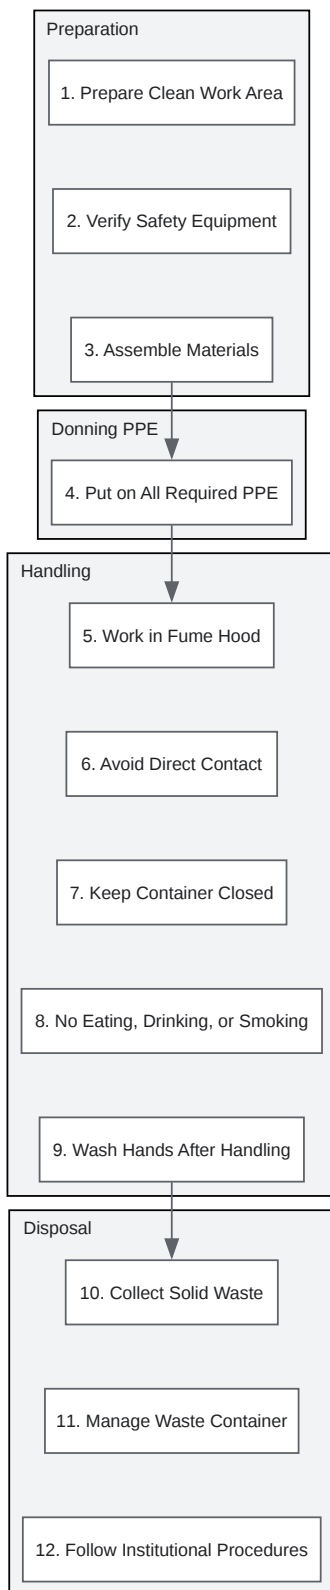 Preparation
1. Prepare Clean Work Area
2. Verify Safety Equipment
3. Assemble Materials
Donning PPE
4. Put on All Required PPE
Handling
5. Work in Fume Hood
6. Avoid Direct Contact
7. Keep Container Closed
8. No Eating, Drinking, or Smoking
9. Wash Hands After Handling
Disposal
10. Collect Solid Waste
11. Manage Waste Container
12. Follow Institutional Procedures